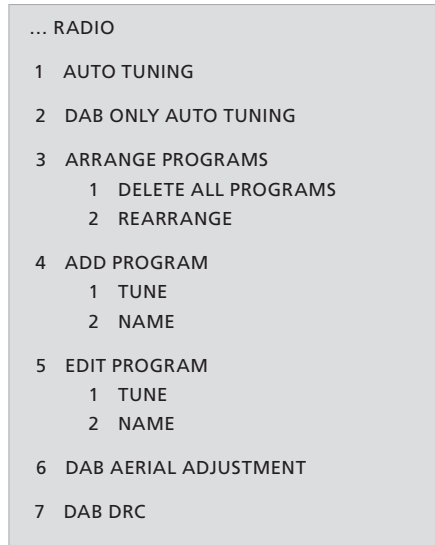 ... RADIO
1 AUTO TUNING
2 DAB ONLY AUTO TUNING
3 ARRANGE PROGRAMS
1 DELETE ALL PROGRAMS
2 REARRANGE
4 ADD PROGRAM
1 TUNE
2 NAME
5 EDIT PROGRAM
1 TUNE
2 NAME
6 DAB AERIAL ADJUSTMENT
7 DAB DRC